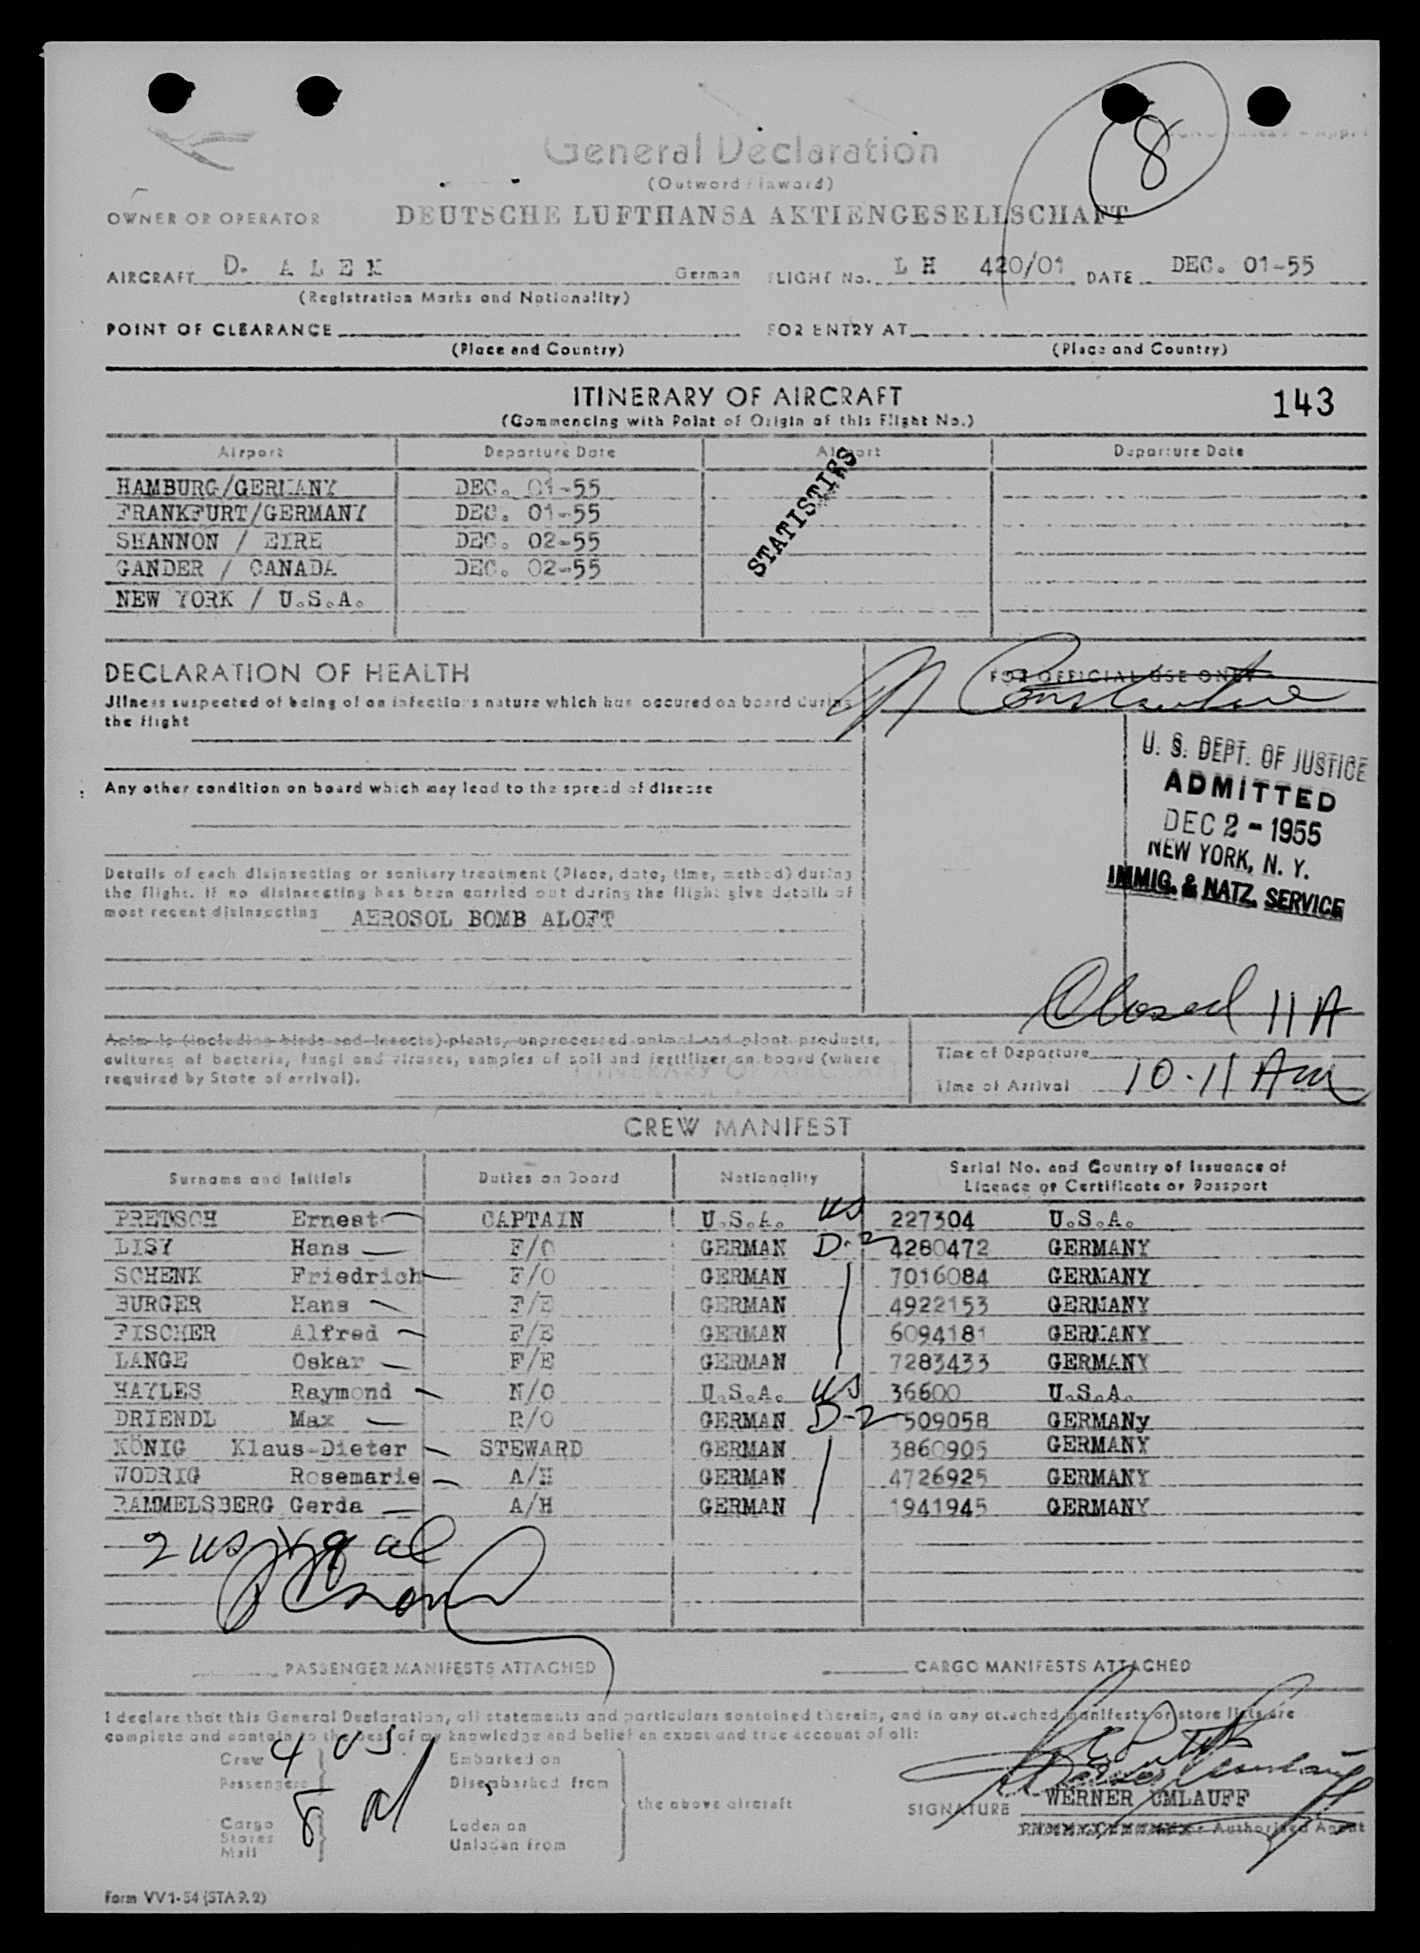 8
General Declaration
(Outward / Inward)
OWNER OR OPERATOR DEUTSCHE LUFTHANSA AKTIENGESELLSCHAFT
AIRCRAFT D. A L E M German FLIGHT No. L H 420/01 DATE DEC. 01-55
(Registration Marks and Nationality)
POINT OF CLEARANCE FOR ENTRY AT
(Place and Country) (Place and Country)
ITINERARY OF AIRCRAFT 143
(Commencing with Point of Origin of this Flight No.)
Airport Departure Date Airport Departure Date
STATISTICS
HAMBURG/GERMANY DEC. 01-55
FRANKFURT/GERMANY DEC. 01-55
SHANNON / EIRE DEC. 02-55
GANDER / CANADA DEC. 02-55
NEW YORK / U.S.A.
DECLARATION OF HEALTH FOR OFFICIAL USE ONLY
Jllness suspected of being of an infectious nature which has occured on board during
the flight
U. S. DEPT. OF JUSTICE
ADMITTED
DEC 2 - 1955
NEW YORK, N. Y.
IMMIG. & NATZ. SERVICE
Any other condition on board which may lead to the spread of disease
Details of each disinsecting or sanitary treatment (Place, date, time, method) during
the flight. If no disinsecting has been carried out during the flight give details of
most recent disinsecting AEROSOL BOMB ALOFT
Closed 11 A
Animals (including birds and insects) plants, unprocessed animal and plant products,
cultures of bacteria, fungi and viruses, samples of soil and fertilizer on board (where
required by State of arrival).
Time of Departure
Time of Arrival 10-11 Am
CREW MANIFEST
Surname and Initials Duties on Board Nationality Serial No. and Country of Issuance of
Licence or Certificate or Passport
PRETSCH Ernest CAPTAIN U.S.A. US 227304 U.S.A.
LISY Hans F/O GERMAN D-2 4280472 GERMANY
SCHENK Friedrich F/O GERMAN 7016084 GERMANY
BURGER Hans F/E GERMAN 4922153 GERMANY
FISCHER Alfred F/E GERMAN 6094181 GERMANY
LANGE Oskar F/E GERMAN 7283433 GERMANY
HAYLES Raymond N/O U.S.A. US 36600 U.S.A.
DRIENDL Max R/O GERMAN D-2 509058 GERMANy
KÖNIG Klaus-Dieter STEWARD GERMAN 3860905 GERMANY
WODRIG Rosemarie A/H GERMAN 4726925 GERMANY
RAMMELSBERG Gerda A/H GERMAN 1941945 GERMANY
2 US 9 al
PASSENGER MANIFESTS ATTACHED CARGO MANIFESTS ATTACHED
I declare that this General Declaration, all statements and particulars contained therein, and in any attached manifests or store lists are
complete and contain to the best of my knowledge and belief an exact and true account of all:
Crew Embarked on
Passengers Disembarked from
4 US
8 al
the above aircraft
Cargo Laden on
Stores
Mail Unladen from
WERNER UMLAUFF
SIGNATURE
Authorised Agent
Form VV1-54 (STA 9.2)